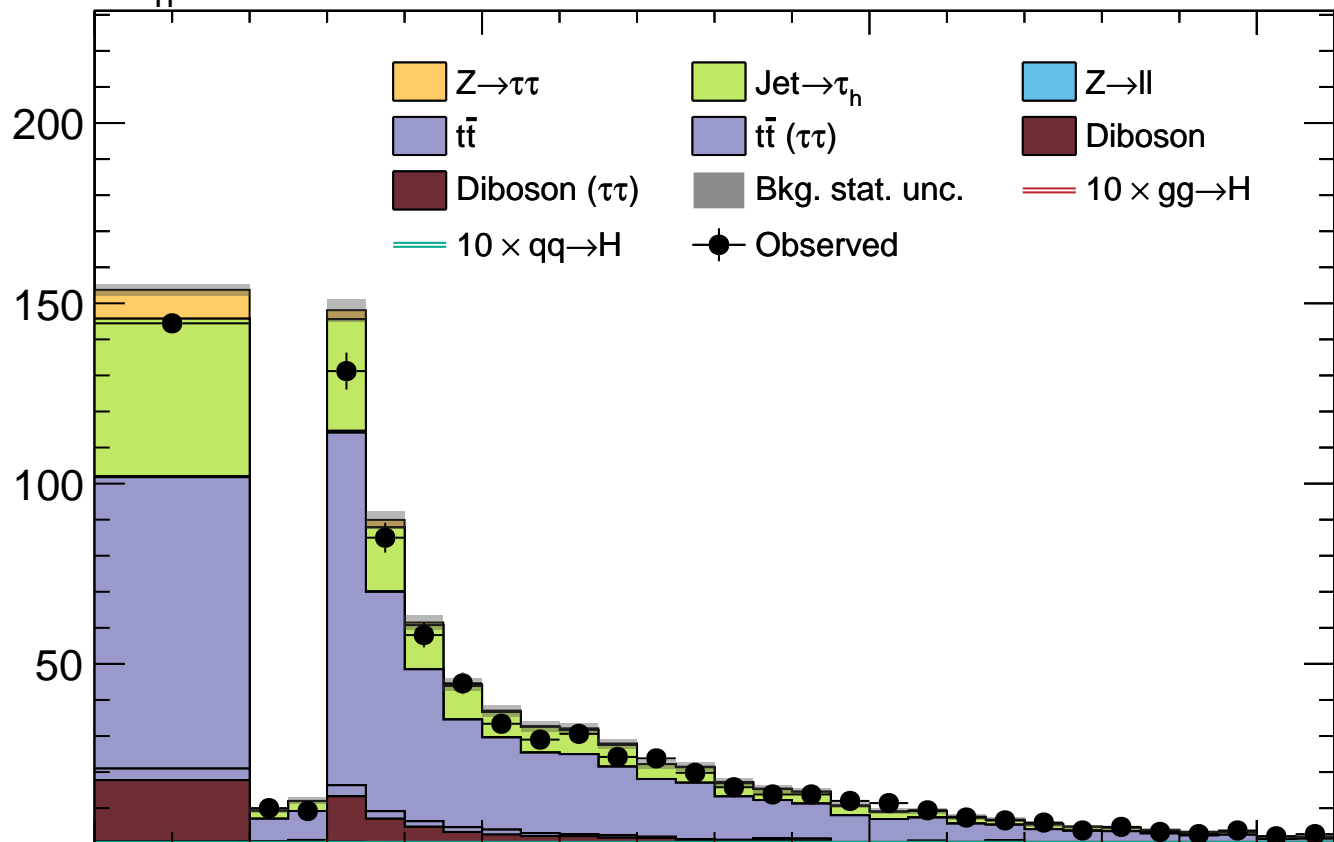 Z→ττ Jet→τh Z→ll
tt̄ tt̄ (ττ) Diboson
Diboson (ττ) Bkg. stat. unc. 10 × gg→H
10 × qq→H Observed
200
150
100
50